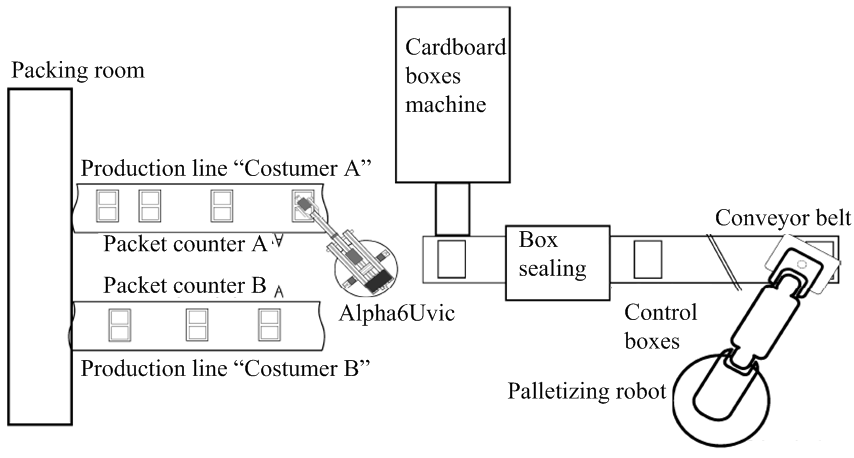 Packing room
Cardboard
boxes
machine
Production line “Costumer A”
Packet counter A
Packet counter B
Production line “Costumer B”
Alpha6Uvic
Box
sealing
Conveyor belt
Control
boxes
Palletizing robot